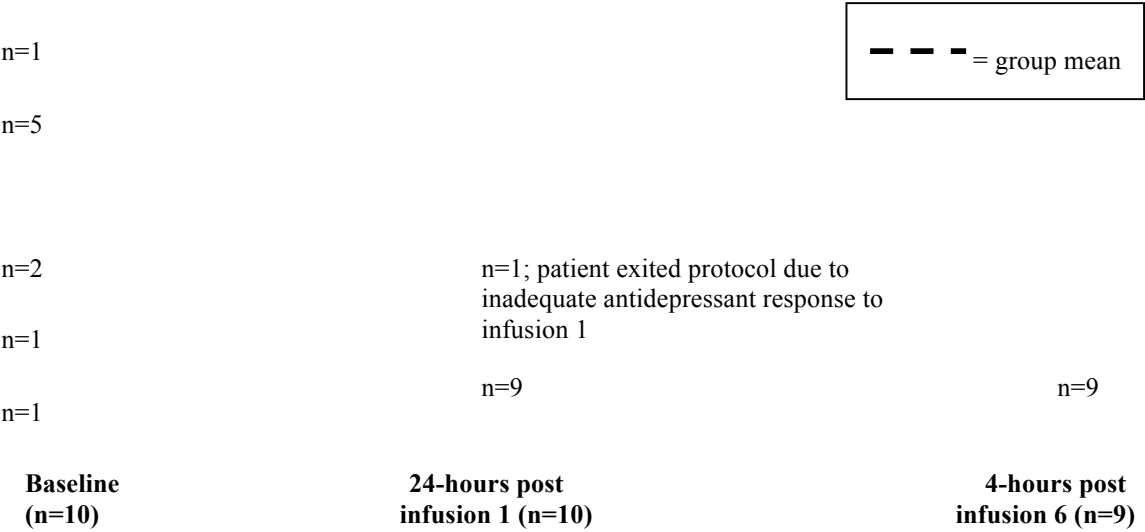 n=1
= group mean
n=5
n=2
n=1; patient exited protocol due to
inadequate antidepressant response to
infusion 1
n=1
n=9
n=9
n=1
Baseline
(n=10)
24-hours post
infusion 1 (n=10)
4-hours post
infusion 6 (n=9)